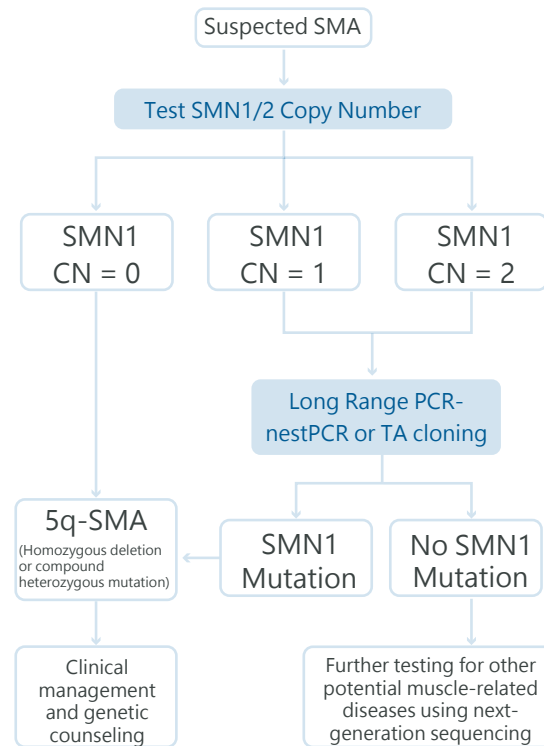 Suspected SMA
Test SMN1/2 Copy Number
SMN1
CN = 0
SMN1
CN = 1
SMN1
CN = 2
Long Range PCR-
nestPCR or TA cloning
5q-SMA
(Homozygous deletion
or compound
heterozygous mutation)
SMN1
Mutation
No SMN1
Mutation
Clinical
management
and genetic
counseling
Further testing for other
potential muscle-related
diseases using next-
generation sequencing